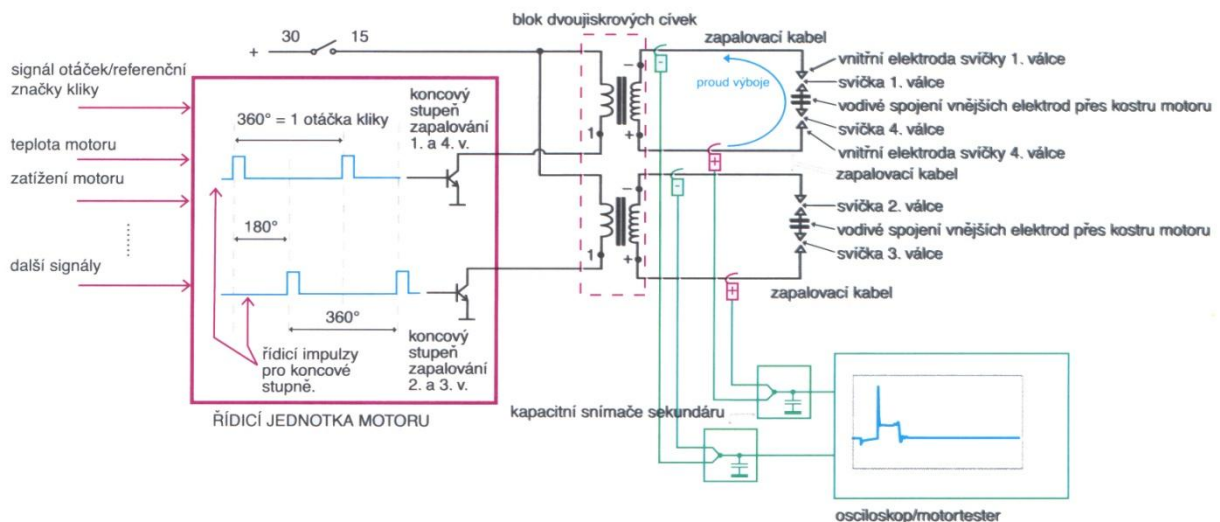 blok dvoujiskrových cívek
+ 30 15
zapalovací kabel
signál otáček/referenční
značky kliky
teplota motoru
zatížení motoru
další signály
360° = 1 otáčka kliky
180°
360°
koncový
stupeň
zapalování
1. a 4. v.
koncový
stupeň
zapalování
2. a 3. v.
řídicí impulzy
pro koncové
stupně.
ŘÍDICÍ JEDNOTKA MOTORU
1
−
+
1
−
+
-
proud výboje
+
-
+
vnitřní elektroda svíčky 1. válce
svíčka 1. válce
vodivé spojení vnějších elektrod přes kostru motoru
svíčka 4. válce
vnitřní elektroda svíčky 4. válce
zapalovací kabel
svíčka 2. válce
vodivé spojení vnějších elektrod přes kostru motoru
svíčka 3. válce
zapalovací kabel
kapacitní snímače sekundáru
osciloskop/motortester